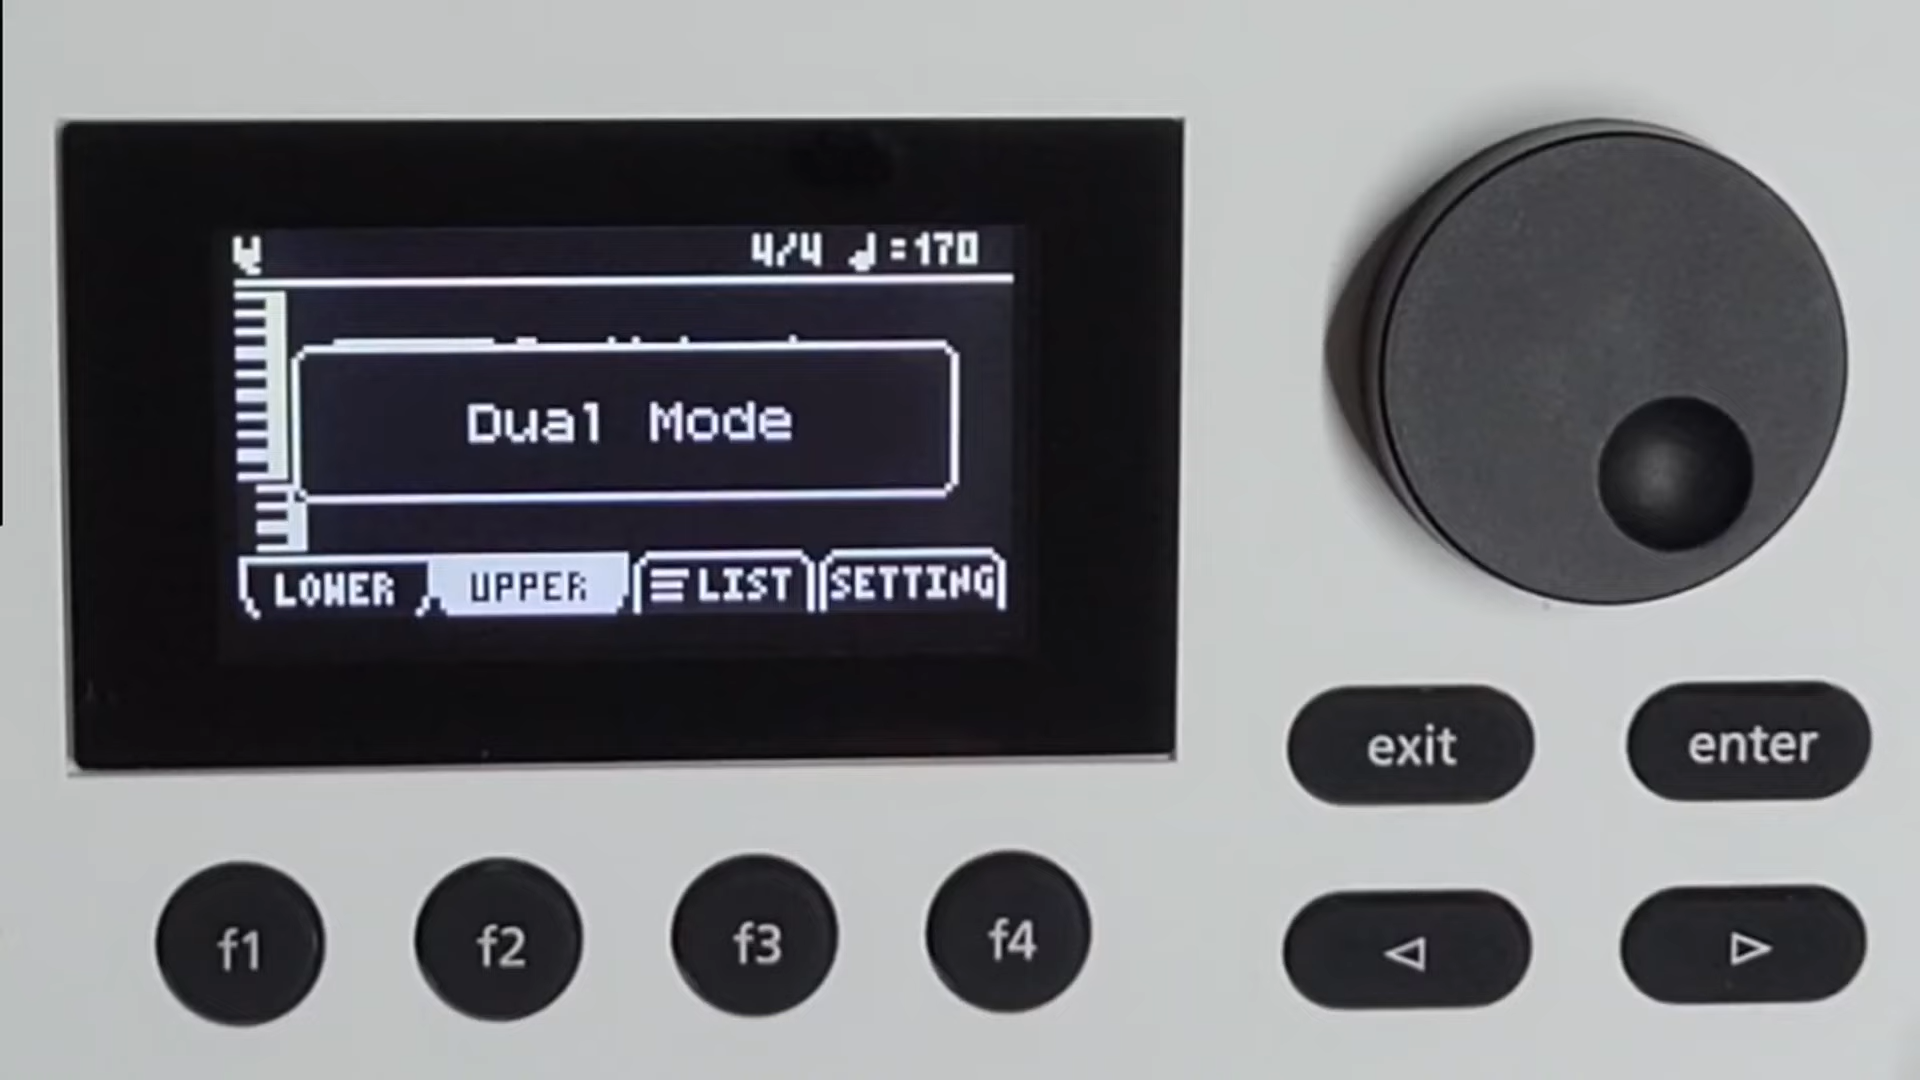 4/4 ♩=170
Dual Mode
LOWER UPPER LIST SETTING
exit enter
f1 f2 f3 f4